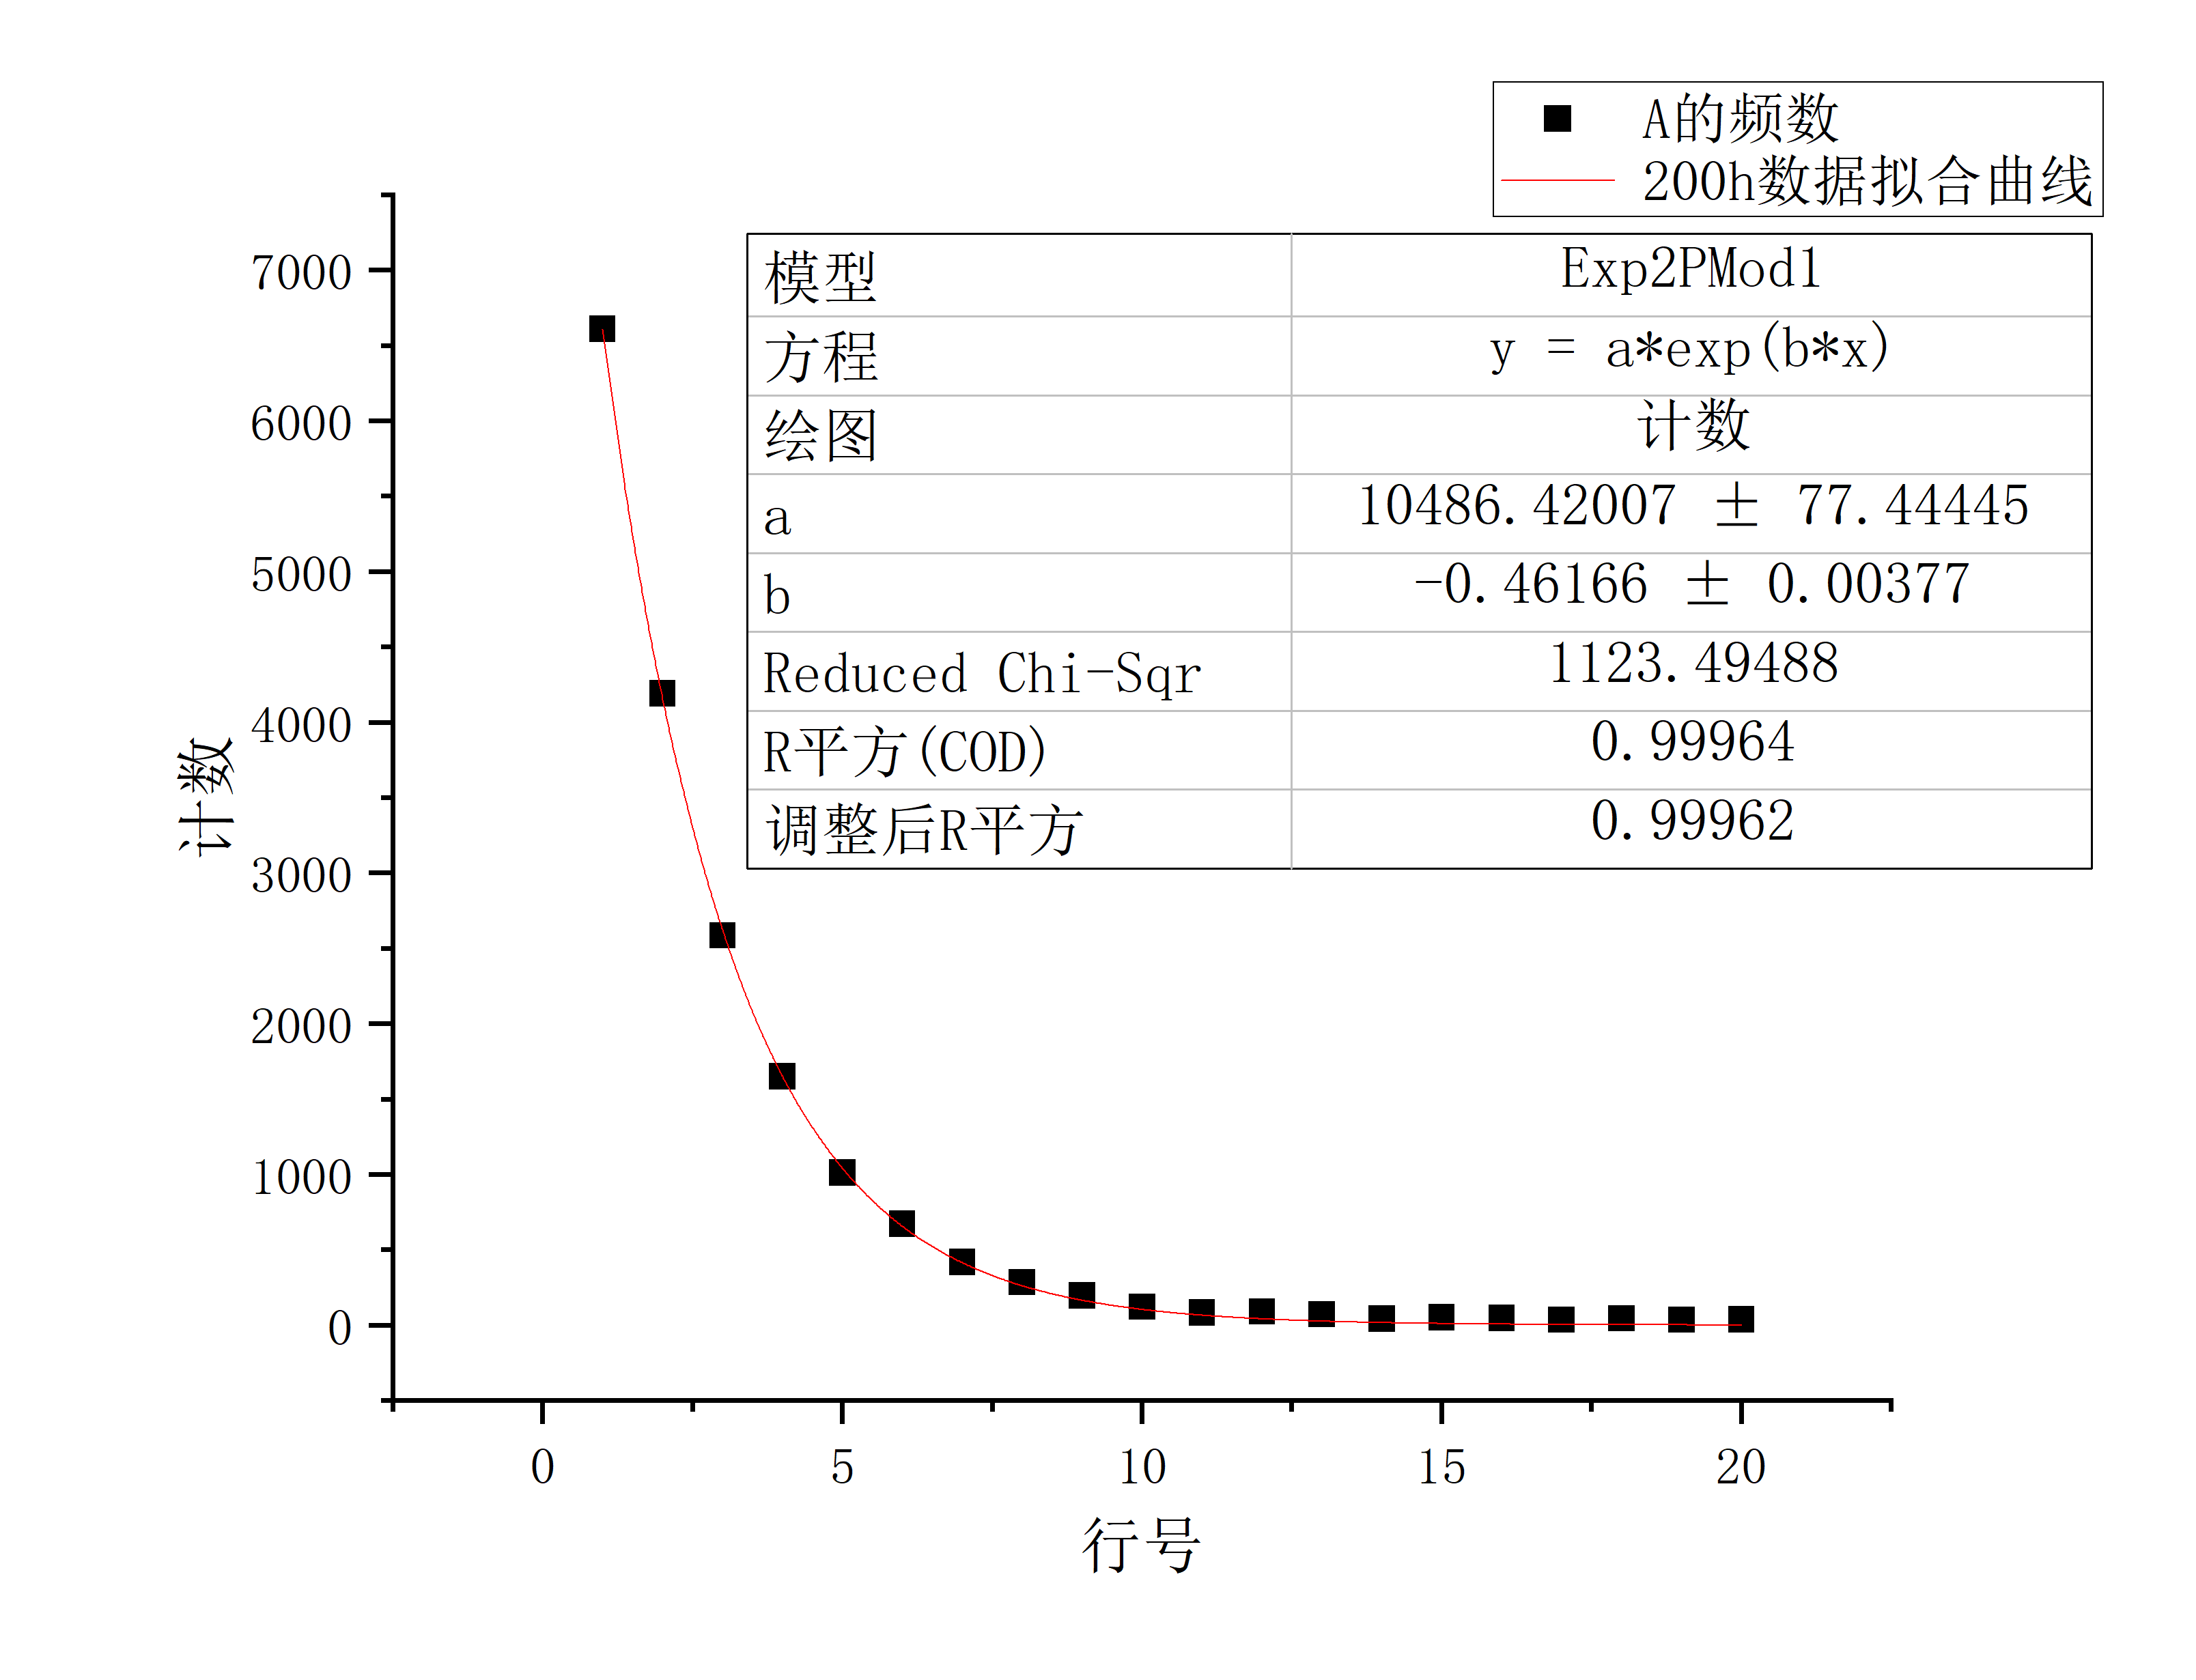 A的频数
200h数据拟合曲线
模型 Exp2PMod1
方程 y = a*exp(b*x)
绘图 计数
a 10486.42007 ± 77.44445
b -0.46166 ± 0.00377
Reduced Chi-Sqr 1123.49488
R平方(COD) 0.99964
调整后R平方 0.99962
7000
6000
5000
4000
3000
2000
1000
0
计数
0 5 10 15 20
行号